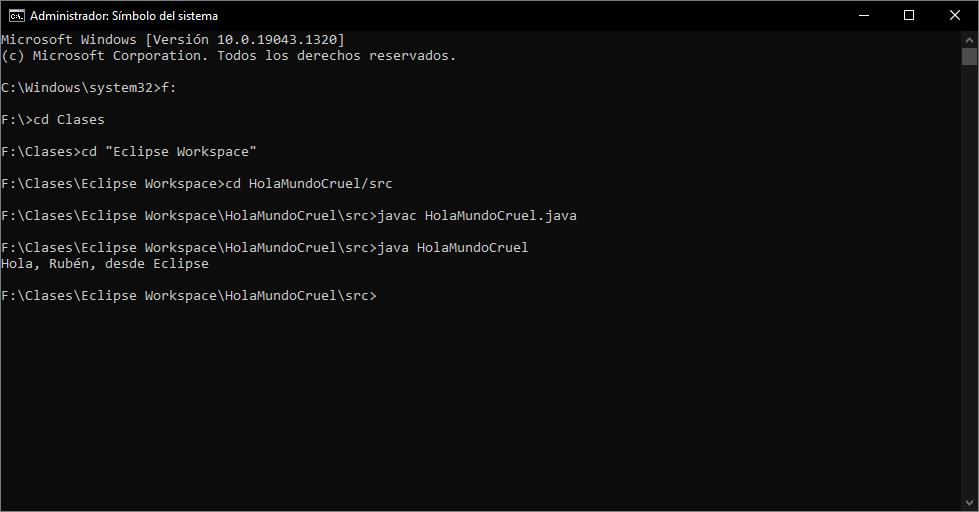 Administrador: Símbolo del sistema
Microsoft Windows [Versión 10.0.19043.1320]
(c) Microsoft Corporation. Todos los derechos reservados.
C:\Windows\system32>f:
F:\>cd Clases
F:\Clases>cd "Eclipse Workspace"
F:\Clases\Eclipse Workspace>cd HolaMundoCruel/src
F:\Clases\Eclipse Workspace\HolaMundoCruel\src>javac HolaMundoCruel.java
F:\Clases\Eclipse Workspace\HolaMundoCruel\src>java HolaMundoCruel
Hola, Rubén, desde Eclipse
F:\Clases\Eclipse Workspace\HolaMundoCruel\src>